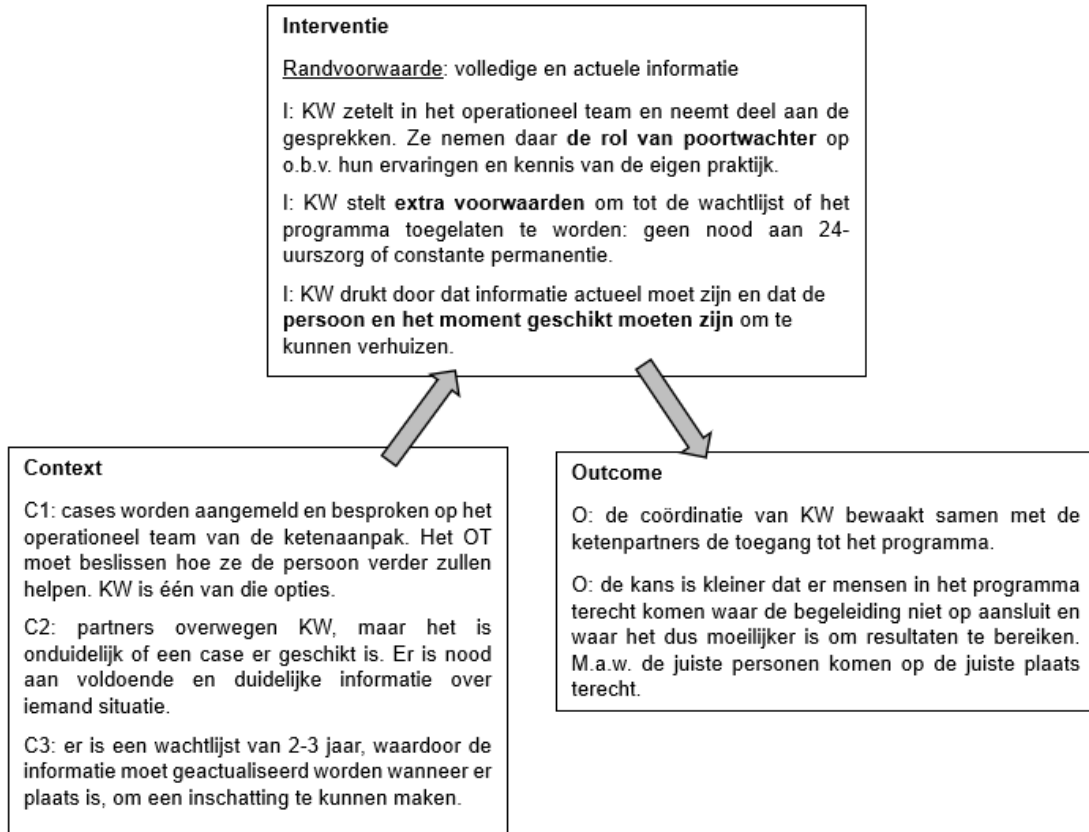 Interventie
Randvoorwaarde: volledige en actuele informatie
I: KW zetelt in het operationeel team en neemt deel aan de
gesprekken. Ze nemen daar de rol van poortwachter op
o.b.v. hun ervaringen en kennis van de eigen praktijk.
I: KW stelt extra voorwaarden om tot de wachtlijst of het
programma toegelaten te worden: geen nood aan 24-
uurszorg of constante permanentie.
I: KW drukt door dat informatie actueel moet zijn en dat de
persoon en het moment geschikt moeten zijn om te
kunnen verhuizen.
Context
C1: cases worden aangemeld en besproken op het
operationeel team van de ketenaanpak. Het OT
moet beslissen hoe ze de persoon verder zullen
helpen. KW is één van die opties.
C2: partners overwegen KW, maar het is
onduidelijk of een case er geschikt is. Er is nood
aan voldoende en duidelijke informatie over
iemand situatie.
C3: er is een wachtlijst van 2-3 jaar, waardoor de
informatie moet geactualiseerd worden wanneer er
plaats is, om een inschatting te kunnen maken.
Outcome
O: de coördinatie van KW bewaakt samen met de
ketenpartners de toegang tot het programma.
O: de kans is kleiner dat er mensen in het programma
terecht komen waar de begeleiding niet op aansluit en
waar het dus moeilijker is om resultaten te bereiken.
M.a.w. de juiste personen komen op de juiste plaats
terecht.